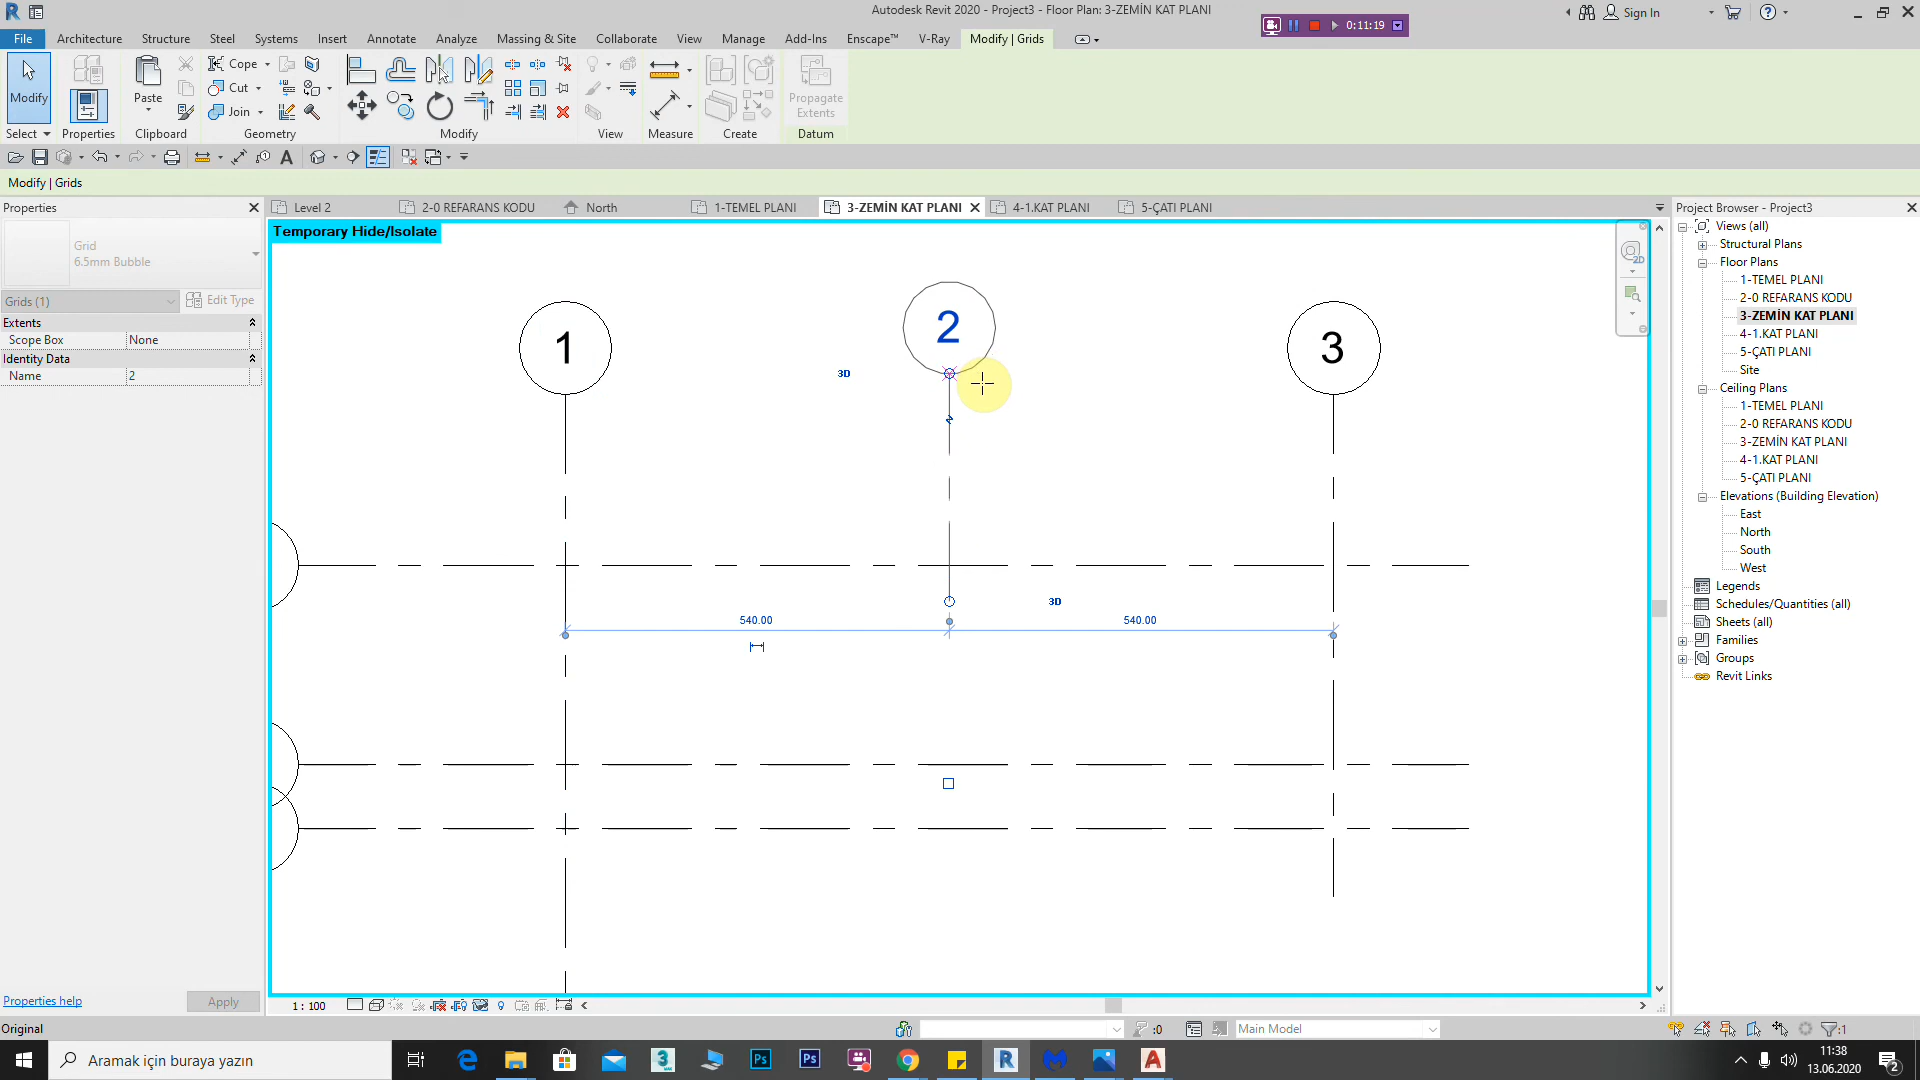 Autodesk Revit 2020 - Project3 - Floor Plan: 3-ZEMİN KAT PLANI
Sign In
0:11:19
File
Architecture
Structure
Steel
Systems
Insert
Annotate
Analyze
Massing & Site
Collaborate
View
Manage
Add-Ins
Enscape™
V-Ray
Modify | Grids
Modify
Paste
Cope
Cut
Join
Propagate
Extents
Select
Properties
Clipboard
Geometry
Modify
View
Measure
Create
Datum
Modify | Grids
Properties
Level 2
2-0 REFARANS KODU
North
1-TEMEL PLANI
3-ZEMİN KAT PLANI
4-1.KAT PLANI
5-ÇATI PLANI
Project Browser - Project3
Grid
6.5mm Bubble
Grids (1)
Edit Type
Extents
Scope Box
None
Identity Data
Name
2
Properties help
Apply
Temporary Hide/Isolate
1
2
3
3D
3D
540.00
540.00
2D
Views (all)
Structural Plans
Floor Plans
1-TEMEL PLANI
2-0 REFARANS KODU
3-ZEMİN KAT PLANI
4-1.KAT PLANI
5-ÇATI PLANI
Site
Ceiling Plans
1-TEMEL PLANI
2-0 REFARANS KODU
3-ZEMİN KAT PLANI
4-1.KAT PLANI
5-ÇATI PLANI
Elevations (Building Elevation)
East
North
South
West
Legends
Schedules/Quantities (all)
Sheets (all)
Families
Groups
Revit Links
1 : 100
Original
:0
Main Model
:1
Aramak için buraya yazın
11:38
13.06.2020
2